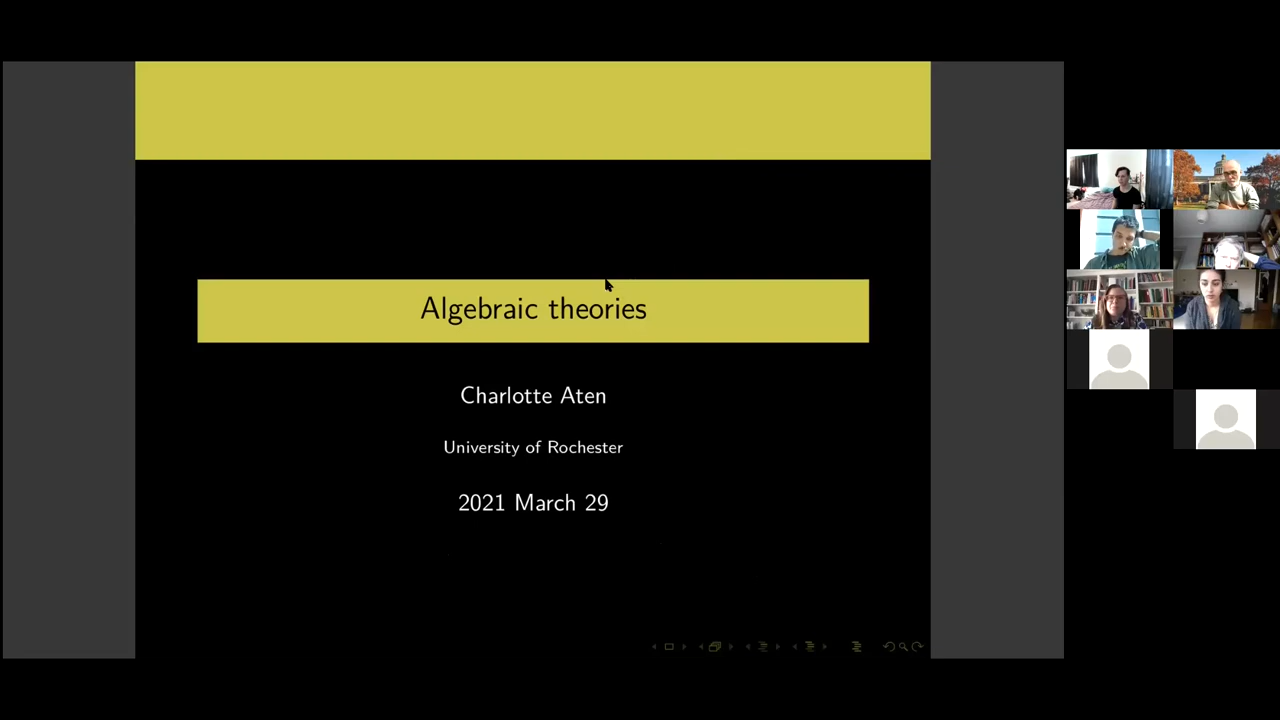 Algebraic theories
Charlotte Aten
University of Rochester
2021 March 29